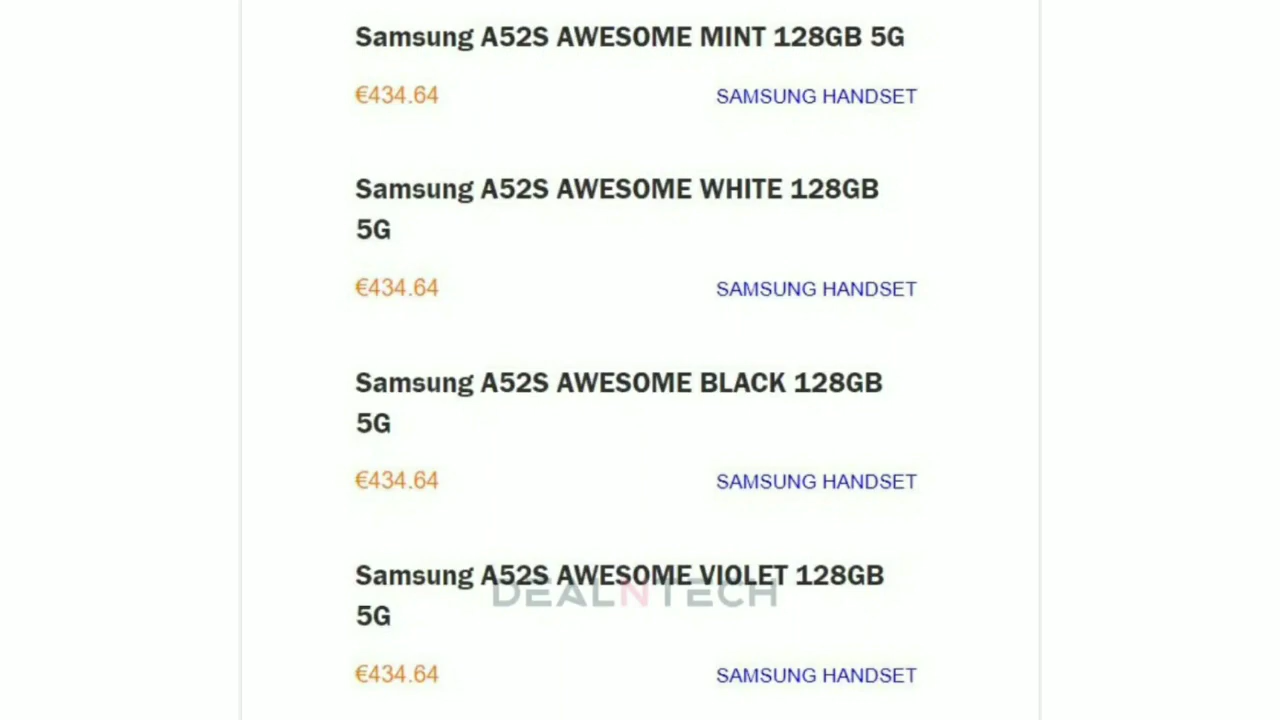 Samsung A52S AWESOME MINT 128GB 5G
€434.64 SAMSUNG HANDSET
Samsung A52S AWESOME WHITE 128GB
5G
€434.64 SAMSUNG HANDSET
Samsung A52S AWESOME BLACK 128GB
5G
€434.64 SAMSUNG HANDSET
Samsung A52S AWESOME VIOLET 128GB
DEALNTECH
5G
€434.64 SAMSUNG HANDSET